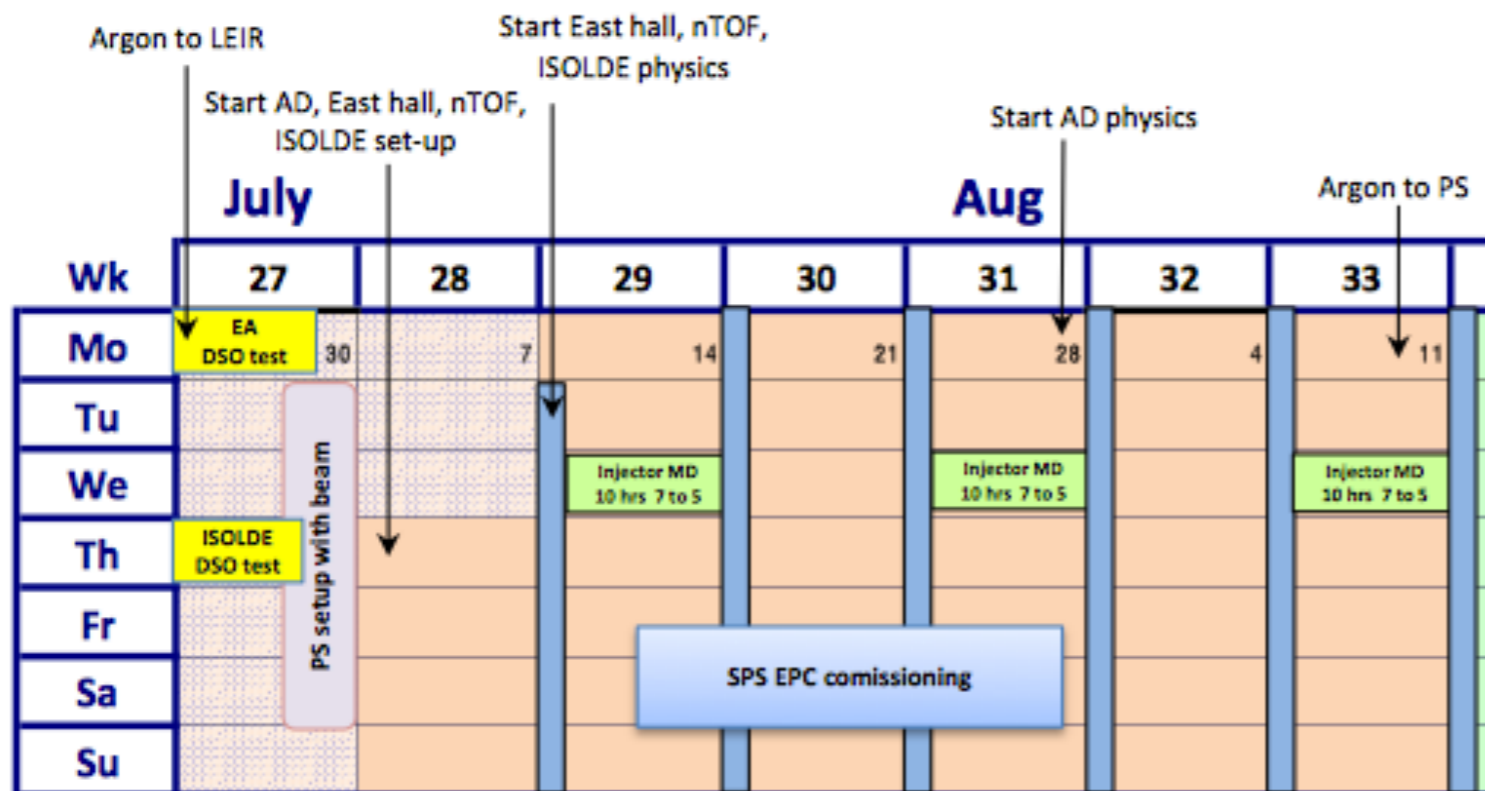 Argon to LEIR
Start East hall, nTOF,
ISOLDE physics
Start AD, East hall, nTOF,
ISOLDE set-up
Start AD physics
Argon to PS
July
Aug
Wk 27 28 29 30 31 32 33
Mo 30 7 14 21 28 4 11
EA
DSO test
Tu
We
Injector MD
10 hrs 7 to 5
Injector MD
10 hrs 7 to 5
Injector MD
10 hrs 7 to 5
PS setup with beam
Th
ISOLDE
DSO test
Fr
Sa
SPS EPC comissioning
Su